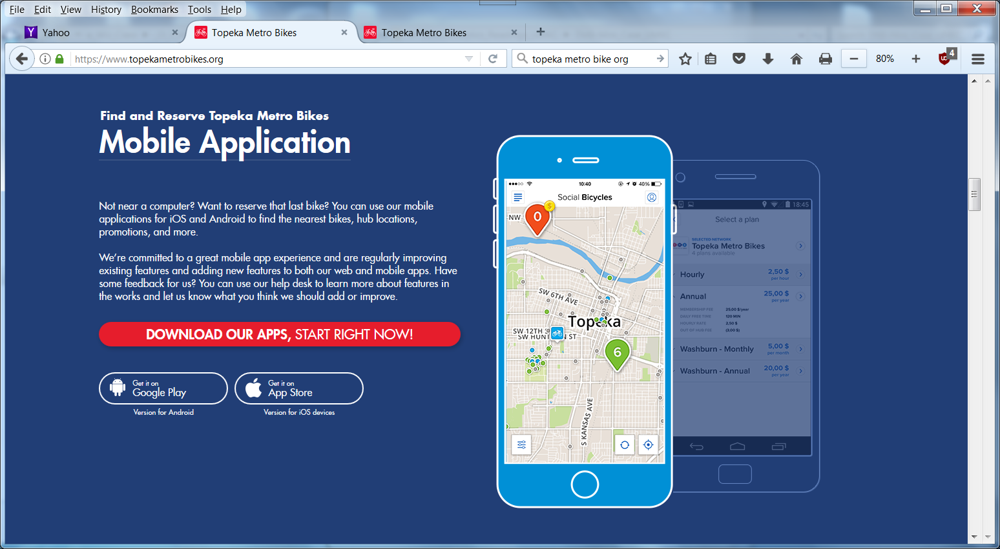 File Edit View History Bookmarks Tools Help
Yahoo
Topeka Metro Bikes
Topeka Metro Bikes
https://www.topekametrobikes.org
topeka metro bike org
80%
4
Find and Reserve Topeka Metro Bikes
Mobile Application
Not near a computer? Want to reserve that last bike? You can use our mobile
applications for iOS and Android to find the nearest bikes, hub locations,
promotions, and more.
We're committed to a great mobile app experience and are regularly improving
existing features and adding new features to both our web and mobile apps. Have
some feedback for us? You can use our help desk to learn more about features in
the works and let us know what you think we should add or improve.
DOWNLOAD OUR APPS, START RIGHT NOW!
Get it on
Google Play
Version for Android
Get it on
App Store
Version for iOS devices
10:40
40%
Social Bicycles
0
$
NW
SW 6TH AVE
Topeka
SW 12TH
SW HUNT
N ST
6
S KANSAS AVE
18:45
Select a plan
SELECTED NETWORK
Topeka Metro Bikes
4 plans available
Hourly
2,50 $
per hour
Annual
25,00 $
per year
MEMBERSHIP FEE 25,00 $/year
DAILY FREE TIME 120 MIN
HOURLY RATE 2,50 $
OUT OF HUB FEE (3,00 $)
Washburn - Monthly
5,00 $
per month
Washburn - Annual
20,00 $
per year